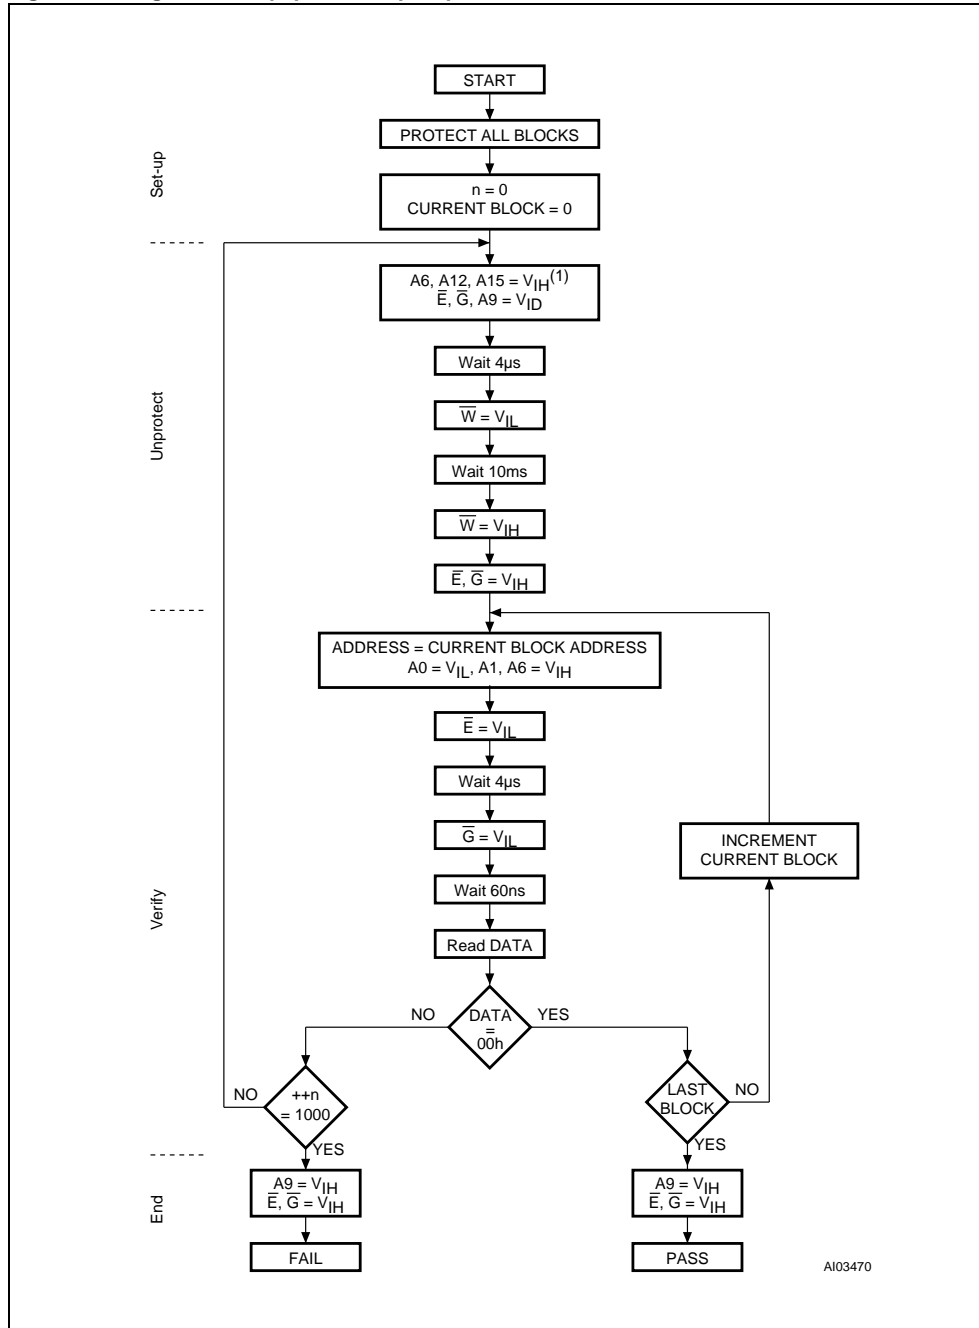 START
PROTECT ALL BLOCKS
Set-up
n = 0
CURRENT BLOCK = 0
A6, A12, A15 = VIH(1)
E̅, G̅, A9 = VID
Wait 4µs
W̅ = VIL
Unprotect
Wait 10ms
W̅ = VIH
E̅, G̅ = VIH
ADDRESS = CURRENT BLOCK ADDRESS
A0 = VIL, A1, A6 = VIH
E̅ = VIL
Wait 4µs
G̅ = VIL
INCREMENT
CURRENT BLOCK
Wait 60ns
Verify
Read DATA
NO
DATA
=
00h
YES
NO
++n
= 1000
LAST
BLOCK
NO
YES
YES
End
A9 = VIH
E̅, G̅ = VIH
A9 = VIH
E̅, G̅ = VIH
FAIL
PASS
AI03470